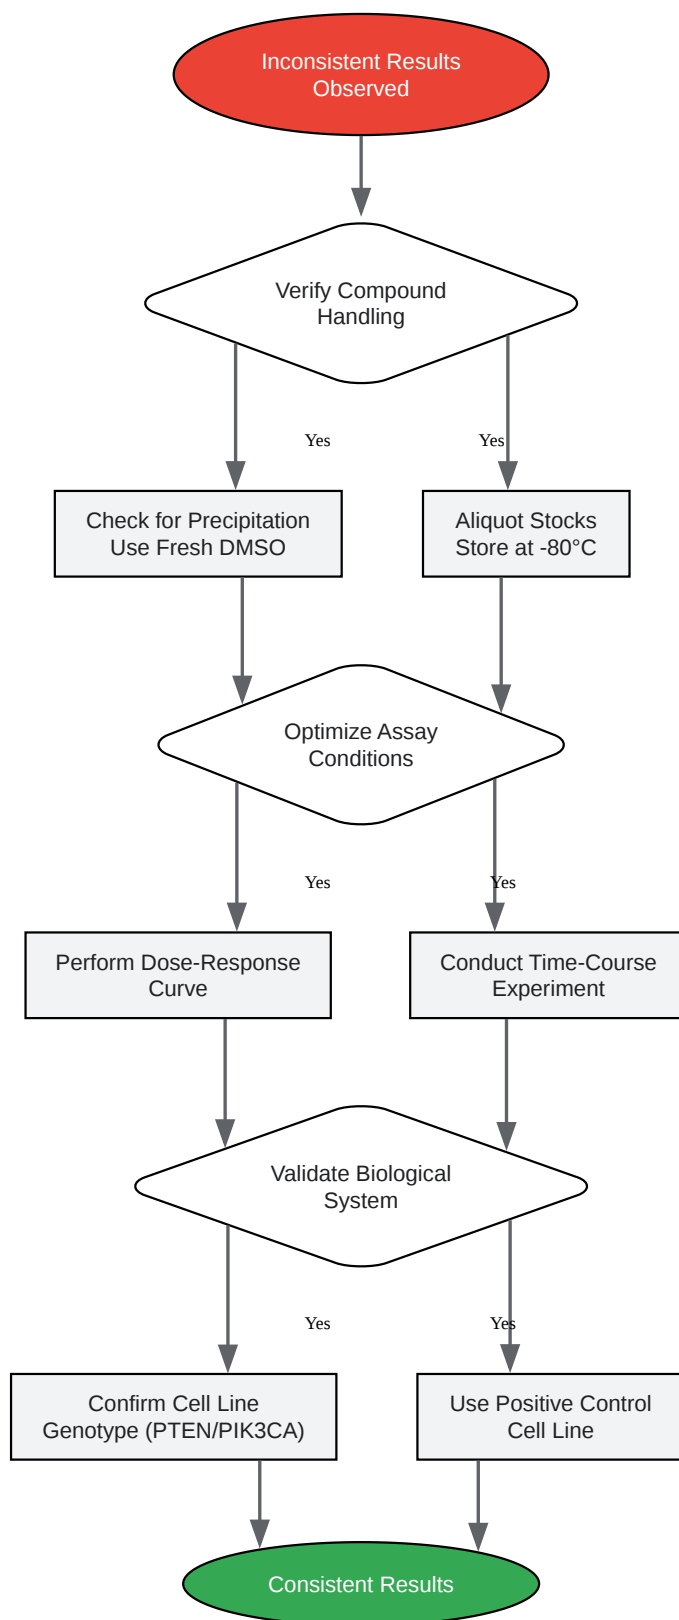 Inconsistent Results
Observed
Verify Compound
Handling
Yes
Yes
Check for Precipitation
Use Fresh DMSO
Aliquot Stocks
Store at -80°C
Optimize Assay
Conditions
Yes
Yes
Perform Dose-Response
Curve
Conduct Time-Course
Experiment
Validate Biological
System
Yes
Yes
Confirm Cell Line
Genotype (PTEN/PIK3CA)
Use Positive Control
Cell Line
Consistent Results